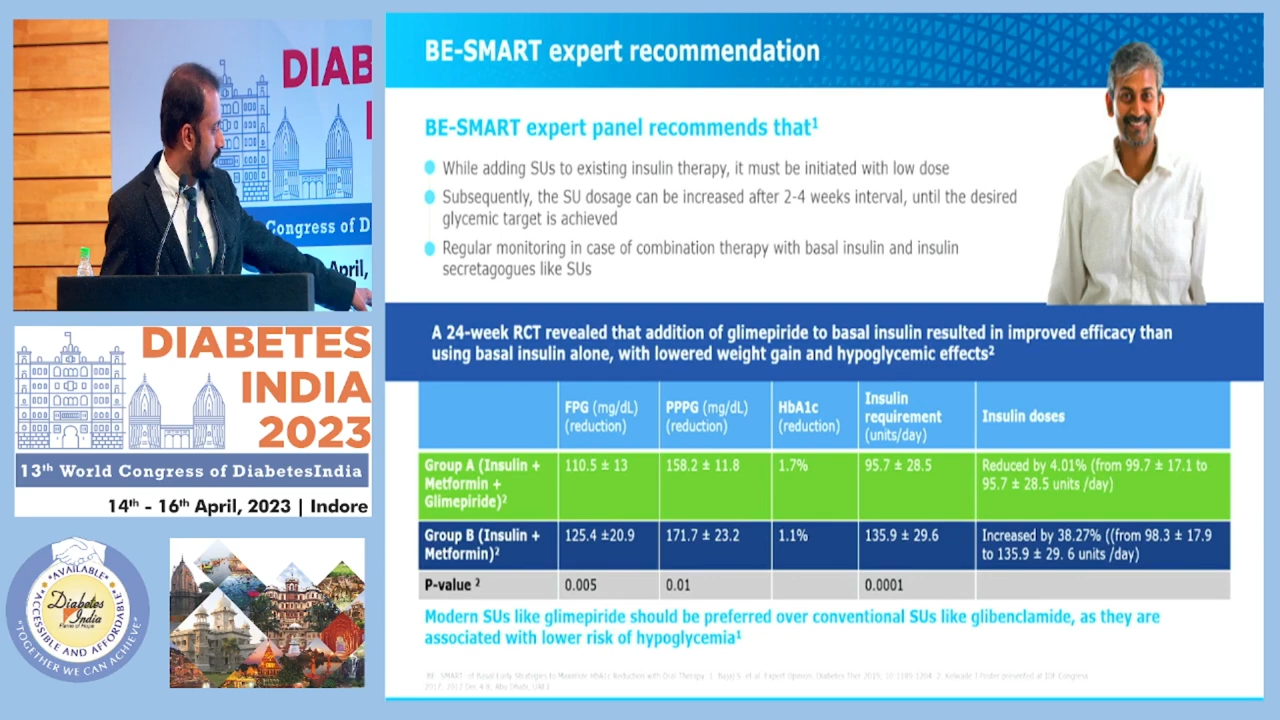 DIAB
Congress of D
April,
DIABETES
INDIA
2023
13th World Congress of DiabetesIndia
14th - 16th April, 2023 | Indore
"AVAILABLE"
"ACCESSIBLE AND AFFORDABLE"
Diabetes
India
"TOGETHER WE CAN ACHIEVE"
BE-SMART expert recommendation
BE-SMART expert panel recommends that1
While adding SUs to existing insulin therapy, it must be initiated with low dose
Subsequently, the SU dosage can be increased after 2-4 weeks interval, until the desired
glycemic target is achieved
Regular monitoring in case of combination therapy with basal insulin and insulin
secretagogues like SUs
A 24-week RCT revealed that addition of glimepiride to basal insulin resulted in improved efficacy than
using basal insulin alone, with lowered weight gain and hypoglycemic effects2
FPG (mg/dL) (reduction) PPPG (mg/dL) (reduction) HbA1c (reduction) Insulin requirement (units/day) Insulin doses
Group A (Insulin + Metformin + Glimepiride)2 110.5 ± 13 158.2 ± 11.8 1.7% 95.7 ± 28.5 Reduced by 4.01% (from 99.7 ± 17.1 to 95.7 ± 28.5 units /day)
Group B (Insulin + Metformin)2 125.4 ±20.9 171.7 ± 23.2 1.1% 135.9 ± 29.6 Increased by 38.27% ((from 98.3 ± 17.9 to 135.9 ± 29. 6 units /day)
P-value 2 0.005 0.01 0.0001
Modern SUs like glimepiride should be preferred over conventional SUs like glibenclamide, as they are
associated with lower risk of hypoglycemia1